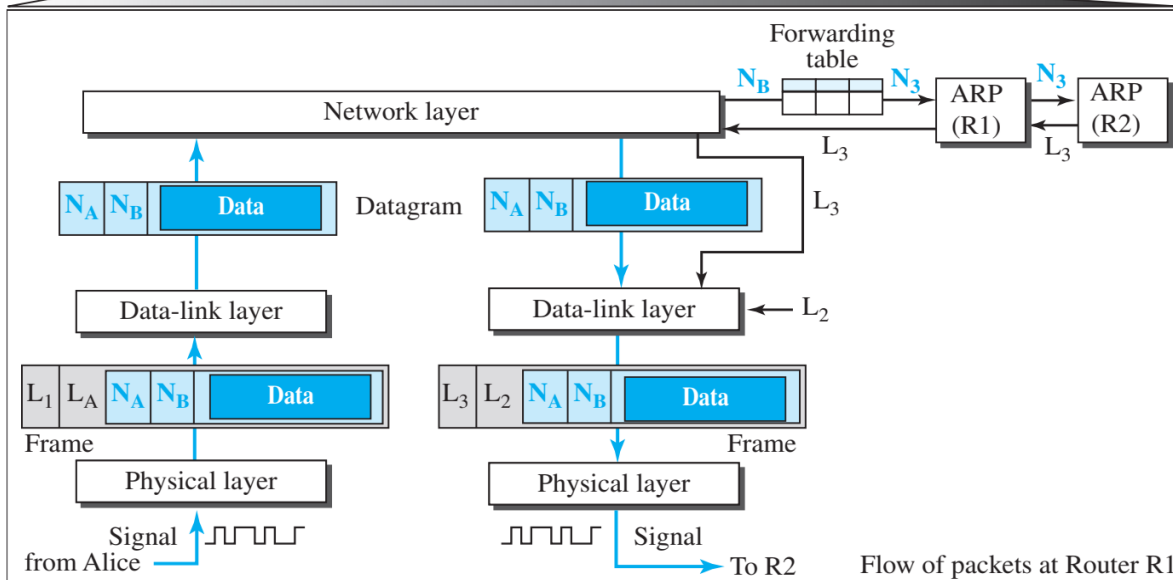 Forwarding
table
N_B
N_3
N_3
Network layer
ARP
(R1)
ARP
(R2)
L_3
L_3
N_A N_B Data
Datagram
N_A N_B Data
L_3
Data-link layer
Data-link layer
L_2
L_1 L_A N_A N_B Data
L_3 L_2 N_A N_B Data
Frame
Frame
Physical layer
Physical layer
Signal
from Alice
Signal
To R2
Flow of packets at Router R1